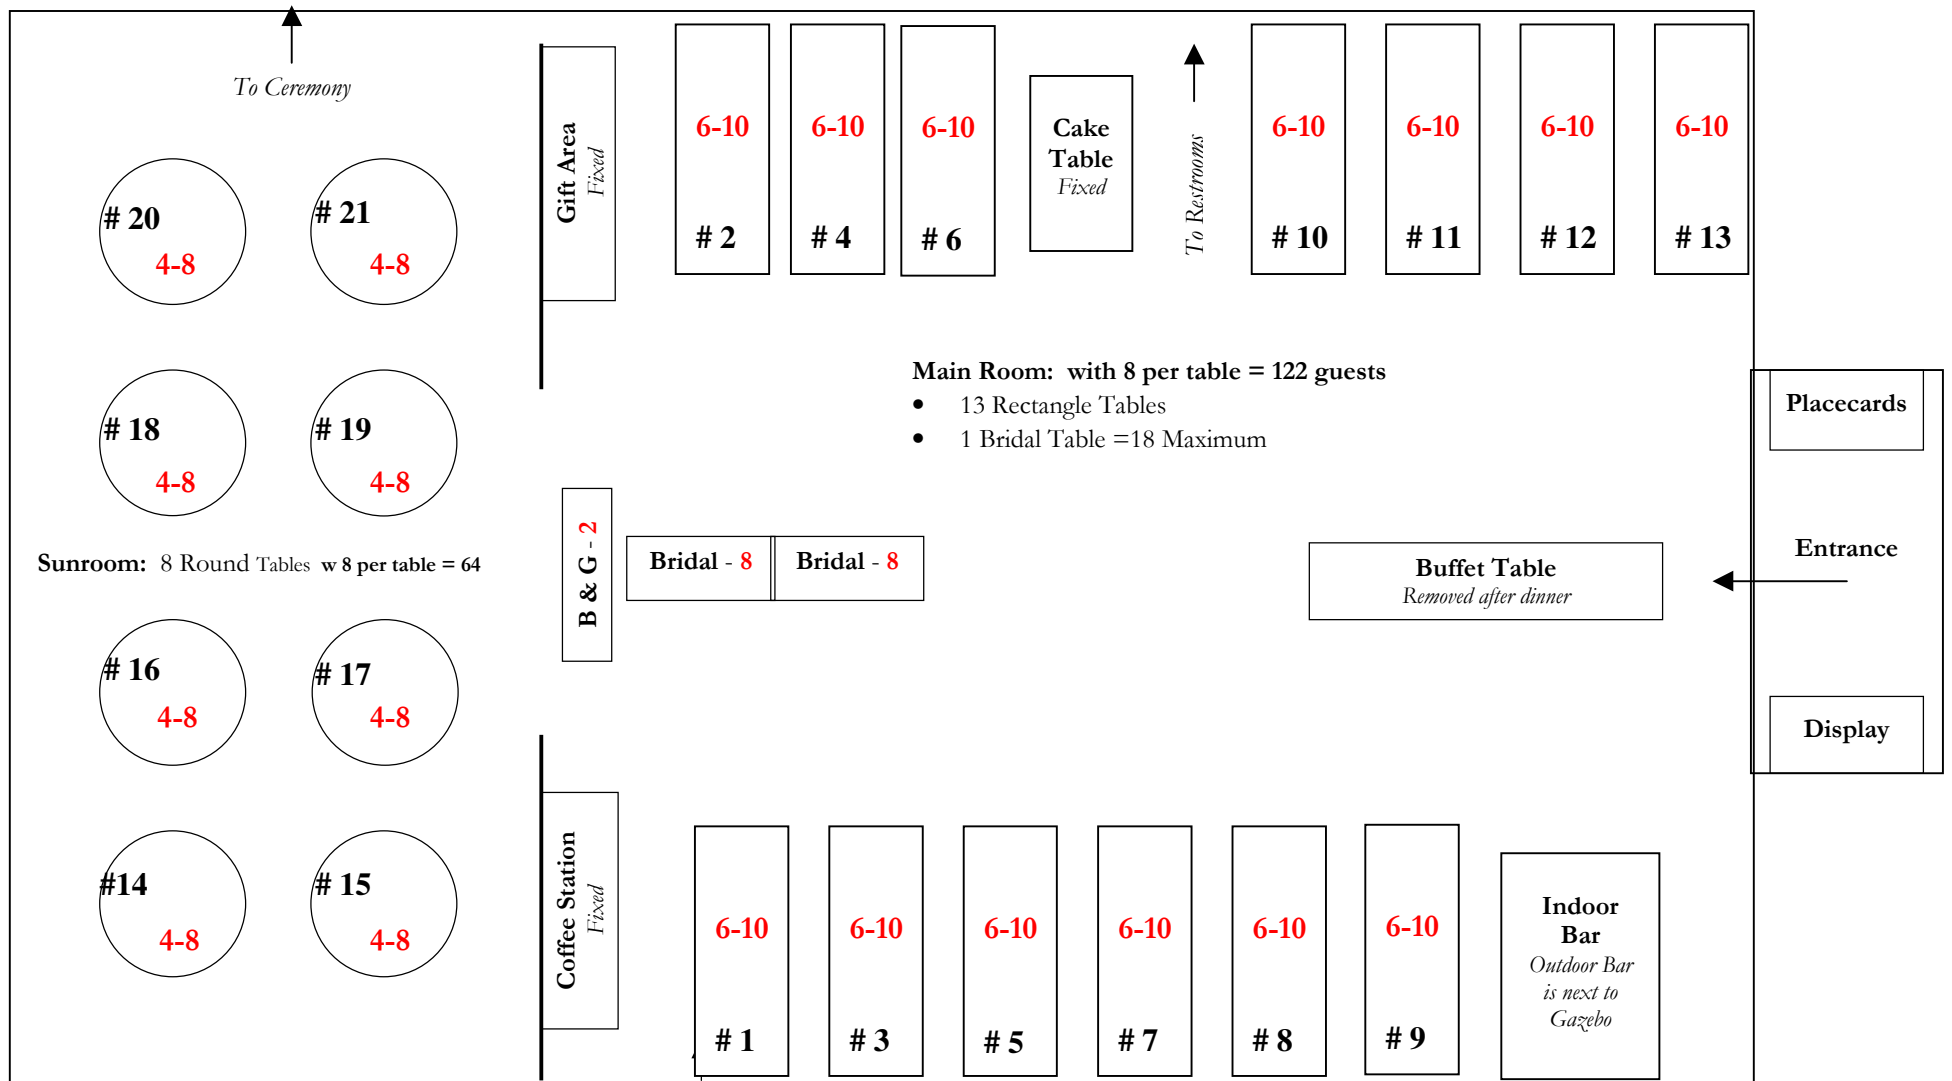 To Ceremony
# 20
4-8
# 21
4-8
# 18
4-8
# 19
4-8
Sunroom: 8 Round Tables w 8 per table = 64
# 16
4-8
# 17
4-8
#14
4-8
# 15
4-8
Gift Area
Fixed
6-10
# 2
6-10
# 4
6-10
# 6
Cake
Table
Fixed
To Restrooms
6-10
# 10
6-10
# 11
6-10
# 12
6-10
# 13
Main Room: with 8 per table = 122 guests
• 13 Rectangle Tables
• 1 Bridal Table =18 Maximum
B & G - 2
Bridal - 8
Bridal - 8
Buffet Table
Removed after dinner
Placecards
Entrance
Display
Coffee Station
Fixed
6-10
# 1
6-10
# 3
6-10
# 5
6-10
# 7
6-10
# 8
6-10
# 9
Indoor
Bar
Outdoor Bar
is next to
Gazebo